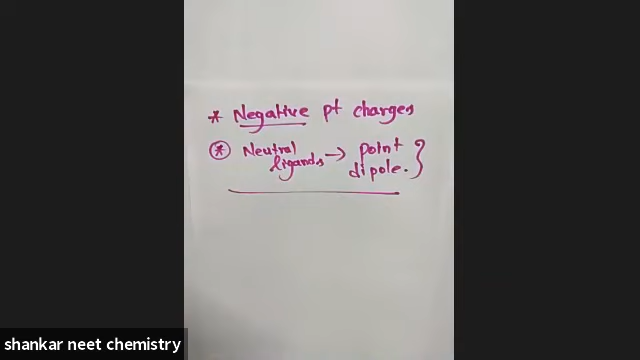 * Negative pt charges
* Neutral ligands → point dipole. }
shankar neet chemistry